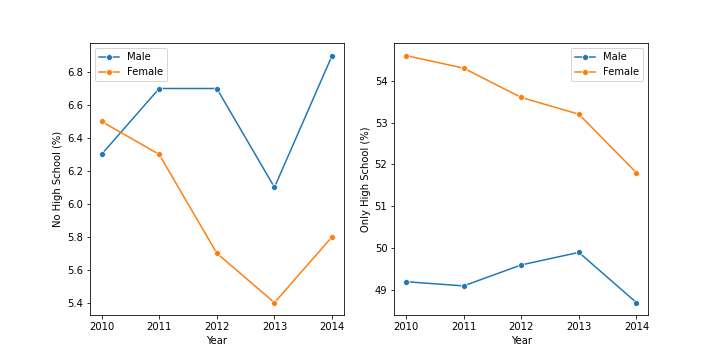 Male
Female
6.8
6.6
6.4
6.2
6.0
5.8
5.6
5.4
No High School (%)
2010 2011 2012 2013 2014
Year
Male
Female
54
53
52
51
50
49
Only High School (%)
2010 2011 2012 2013 2014
Year